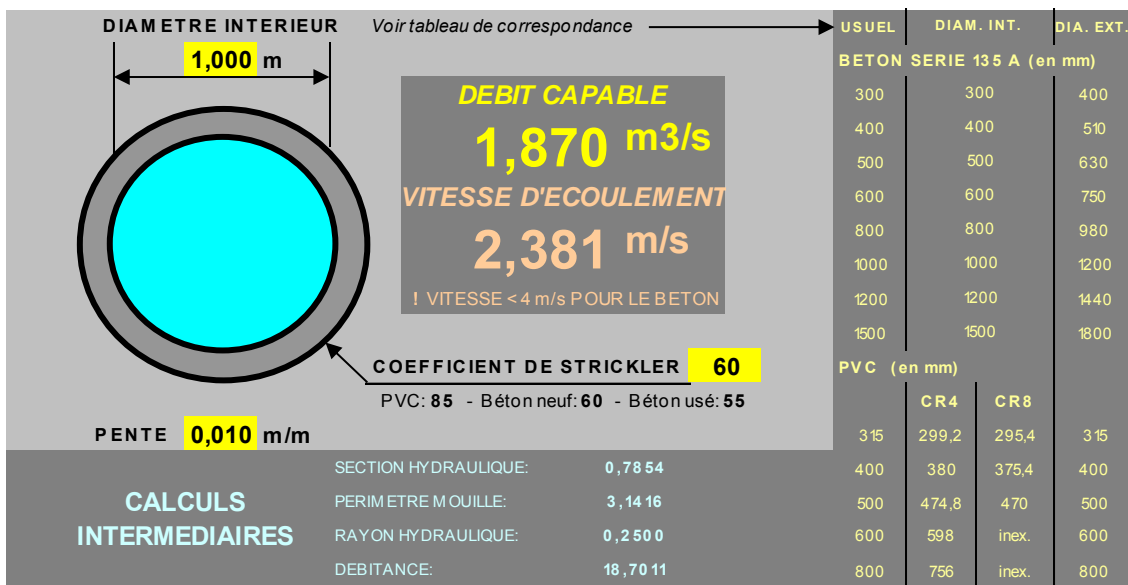 DIAMETRE INTERIEUR
1,000 m
Voir tableau de correspondance
DEBIT CAPABLE
1,870 m3/s
VITESSE D'ECOULEMENT
2,381 m/s
! VITESSE < 4 m/s POUR LE BETON
COEFFICIENT DE STRICKLER 60
PVC: 85 - Béton neuf: 60 - Béton usé: 55
PENTE 0,010 m/m
CALCULS
INTERMEDIAIRES
SECTION HYDRAULIQUE: 0,7854
PERIMETRE MOUILLE: 3,1416
RAYON HYDRAULIQUE: 0,2500
DEBITANCE: 18,7011
USUEL DIAM. INT. DIA. EXT.
BETON SERIE 135 A (en mm)
300 300 400
400 400 510
500 500 630
600 600 750
800 800 980
1000 1000 1200
1200 1200 1440
1500 1500 1800
PVC (en mm)
CR4 CR8
315 299,2 295,4 315
400 380 375,4 400
500 474,8 470 500
600 598 inex. 600
800 756 inex. 800